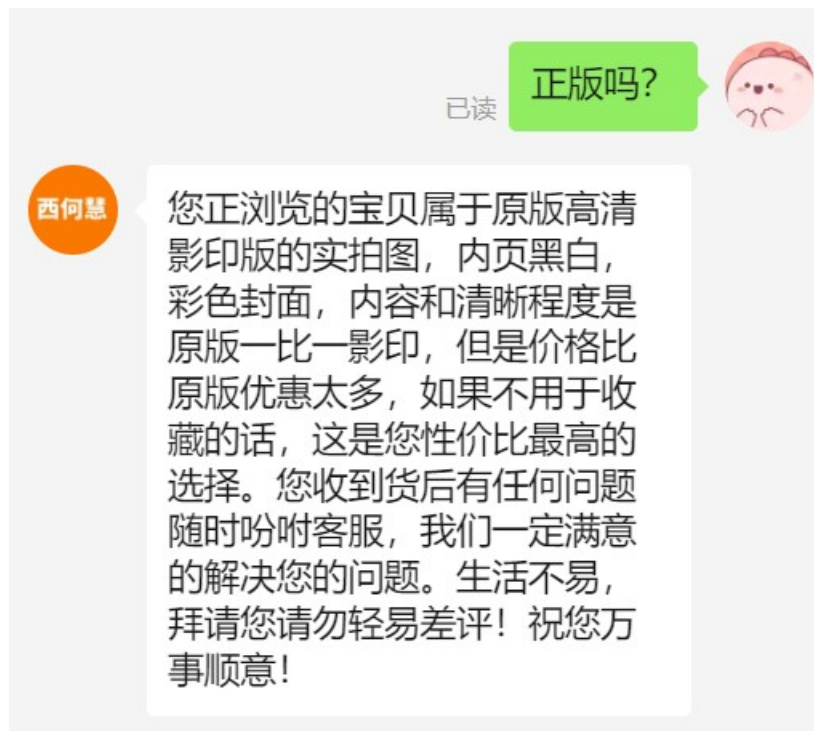 正版吗?
已读
西何慧
您正浏览的宝贝属于原版高清
影印版的实拍图，内页黑白，
彩色封面，内容和清晰程度是
原版一比一影印，但是价格比
原版优惠太多，如果不用于收
藏的话，这是您性价比最高的
选择。您收到货后有任何问题
随时吩咐客服，我们一定满意
的解决您的问题。生活不易，
拜请您请勿轻易差评！祝您万
事顺意！